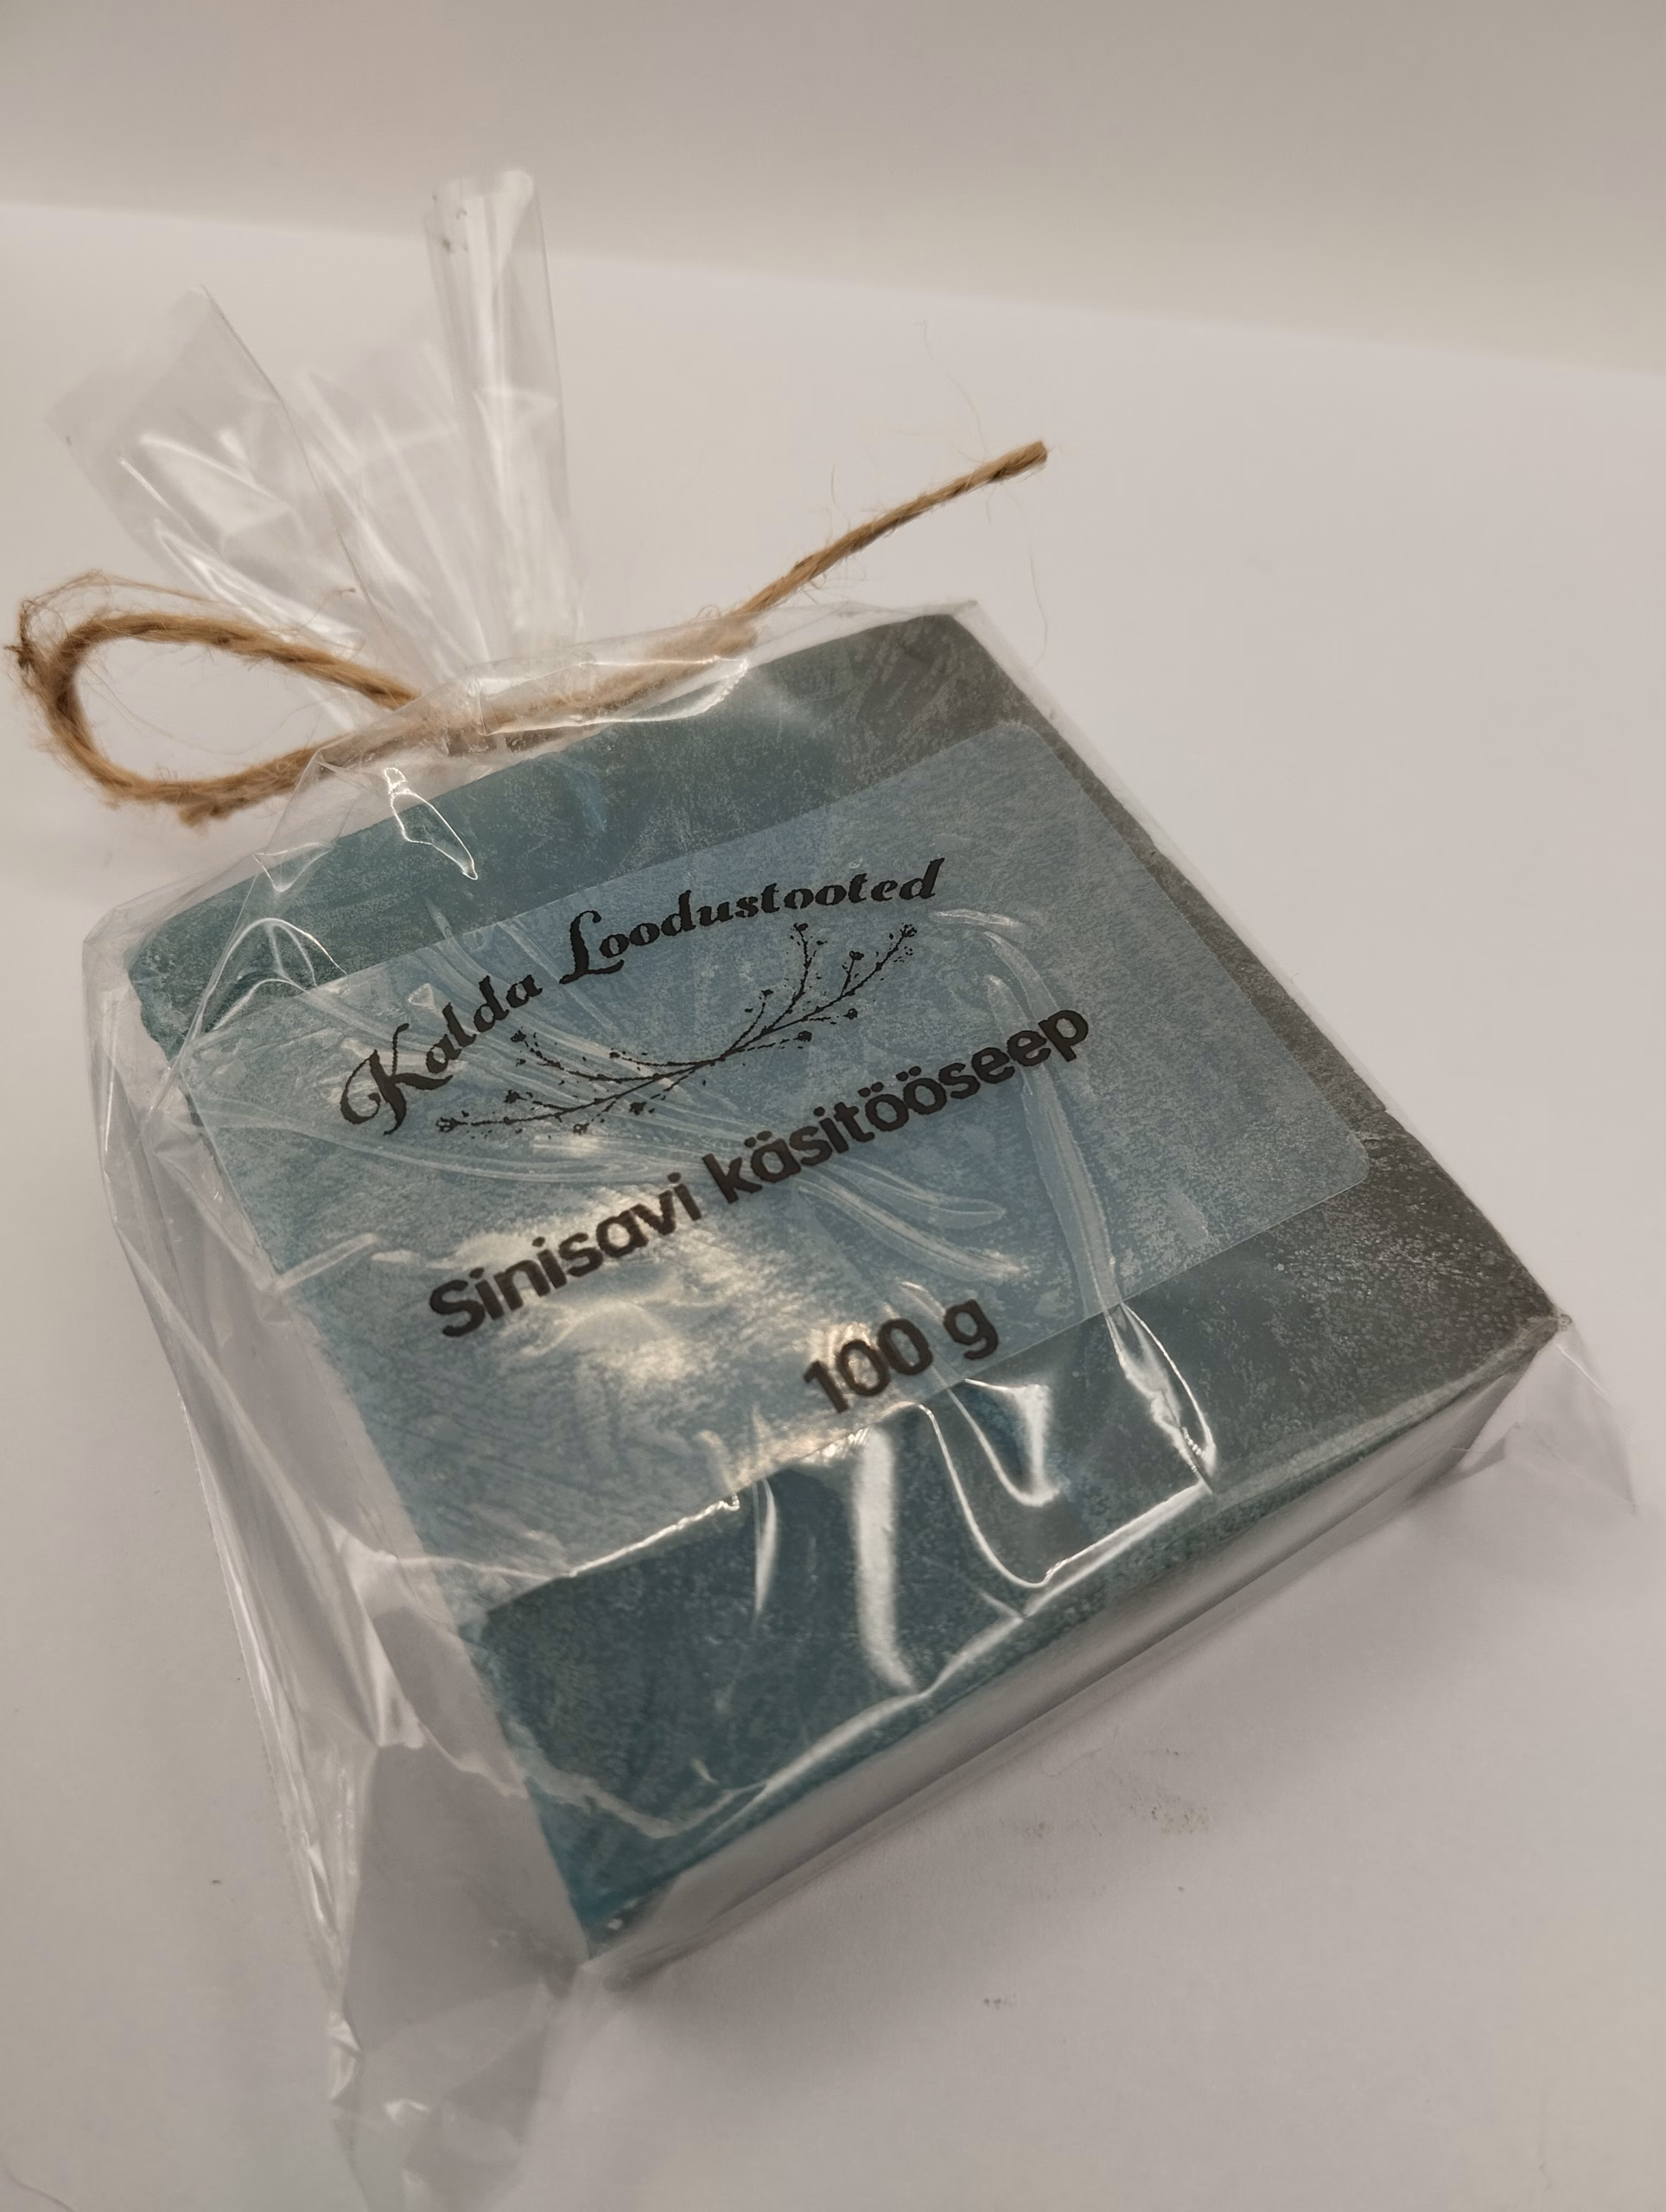 Kalda Loodustooted
Sinisavi käsitööseep
100 g